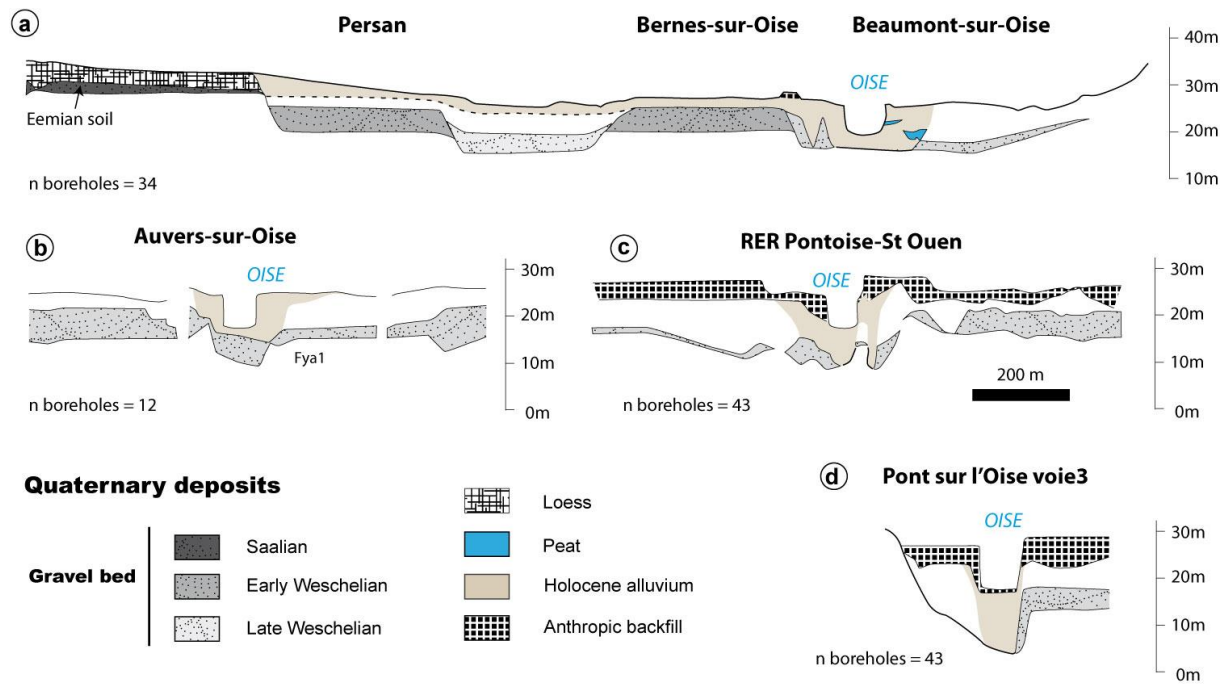 a
Persan
Bernes-sur-Oise
Beaumont-sur-Oise
40m
OISE
30m
Eemian soil
20m
n boreholes = 34
10m
b
Auvers-sur-Oise
c
RER Pontoise-St Ouen
OISE
30m
OISE
30m
20m
20m
Fya1
10m
10m
200 m
n boreholes = 12
0m
n boreholes = 43
0m
d
Pont sur l'Oise voie3
Quaternary deposits
OISE
Loess
30m
Gravel bed
Saalian
Peat
20m
Early Weschelian
Holocene alluvium
10m
Late Weschelian
Anthropic backfill
n boreholes = 43
0m